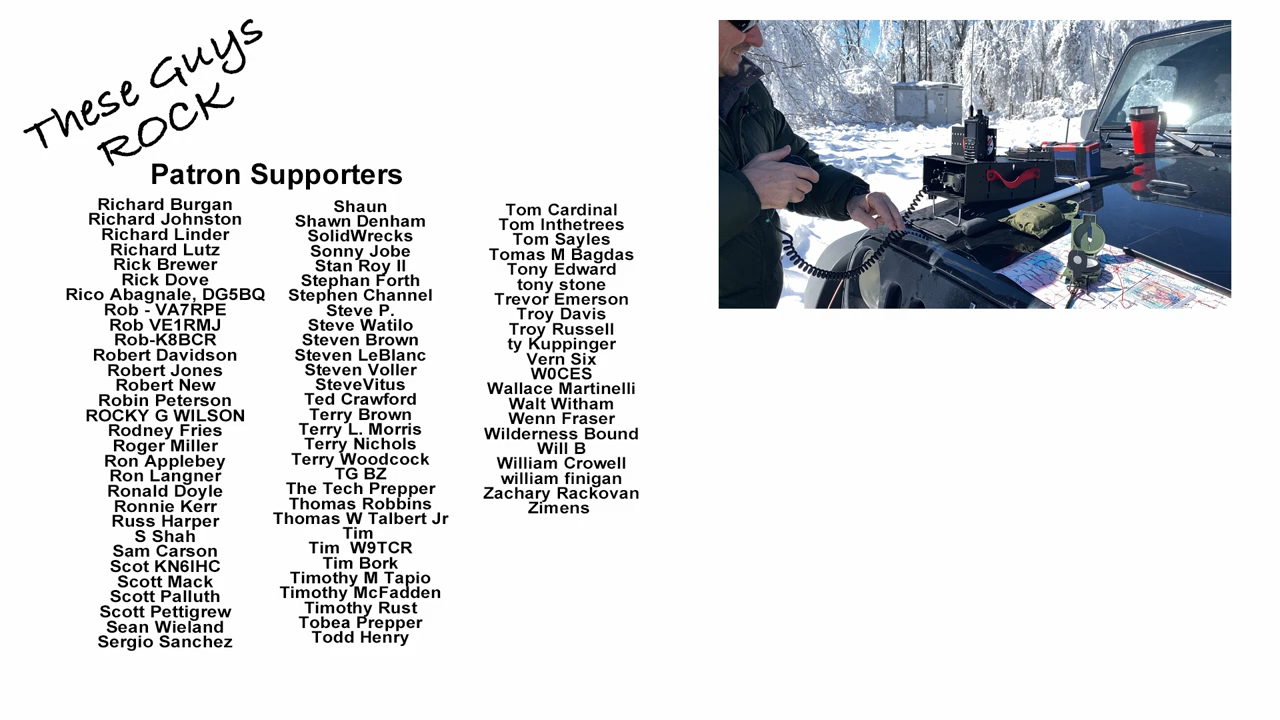 These Guys
ROCK
Patron Supporters
Richard Burgan
Richard Johnston
Richard Linder
Richard Lutz
Rick Brewer
Rick Dove
Rico Abagnale, DG5BQ
Rob - VA7RPE
Rob VE1RMJ
Rob-K8BCR
Robert Davidson
Robert Jones
Robert New
Robin Peterson
ROCKY G WILSON
Rodney Fries
Roger Miller
Ron Applebey
Ron Langner
Ronald Doyle
Ronnie Kerr
Russ Harper
S Shah
Sam Carson
Scot KN6IHC
Scott Mack
Scott Palluth
Scott Pettigrew
Sean Wieland
Sergio Sanchez
Shaun
Shawn Denham
SolidWrecks
Sonny Jobe
Stan Roy II
Stephan Forth
Stephen Channel
Steve P.
Steve Watilo
Steven Brown
Steven LeBlanc
Steven Voller
SteveVitus
Ted Crawford
Terry Brown
Terry L. Morris
Terry Nichols
Terry Woodcock
TG BZ
The Tech Prepper
Thomas Robbins
Thomas W Talbert Jr
Tim
Tim  W9TCR
Tim Bork
Timothy M Tapio
Timothy McFadden
Timothy Rust
Tobea Prepper
Todd Henry
Tom Cardinal
Tom Inthetrees
Tom Sayles
Tomas M Bagdas
Tony Edward
tony stone
Trevor Emerson
Troy Davis
Troy Russell
ty Kuppinger
Vern Six
W0CES
Wallace Martinelli
Walt Witham
Wenn Fraser
Wilderness Bound
Will B
William Crowell
william finigan
Zachary Rackovan
Zimens